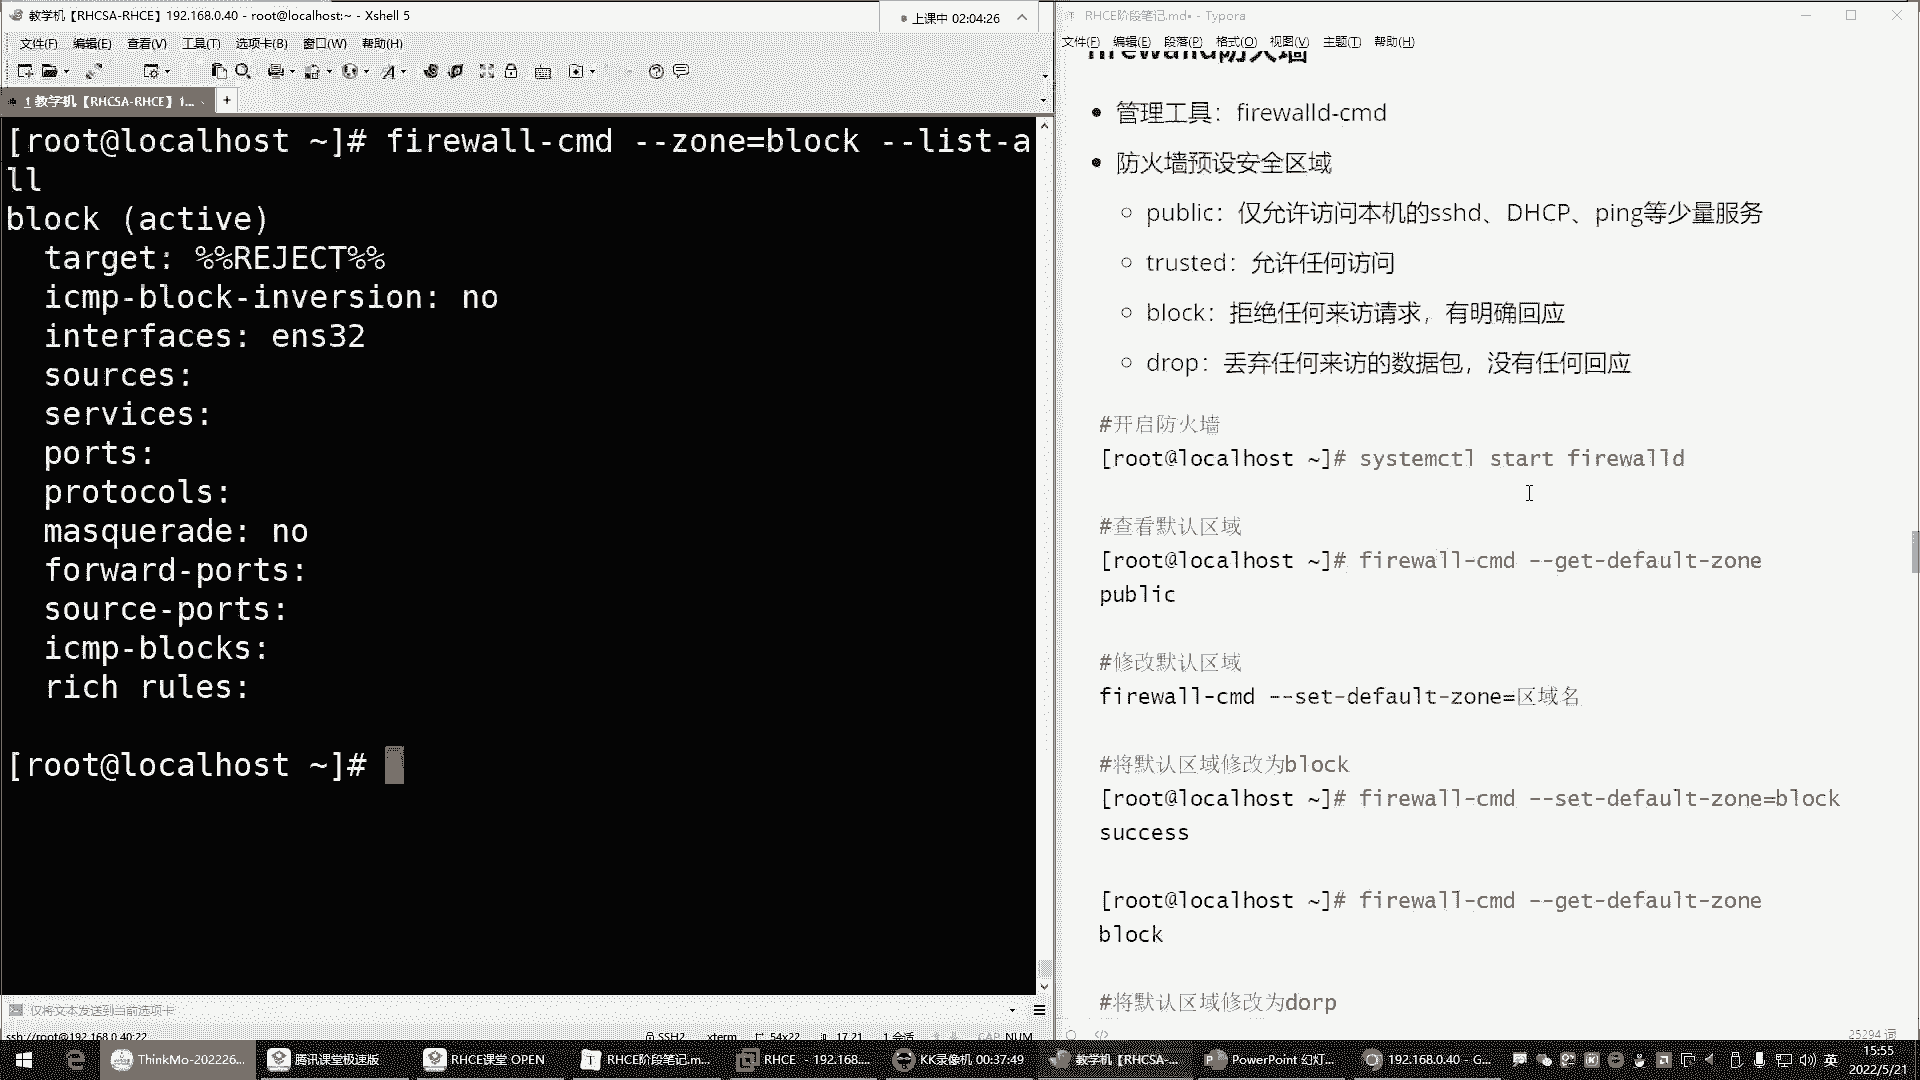 教学机【RHCSA-RHCE】192.168.0.40 - root@localhost:~ - Xshell 5
上课中 02:04:26
文件(F) 编辑(E) 查看(V) 工具(T) 选项卡(B) 窗口(W) 帮助(H)
1 教学机【RHCSA-RHCE】1...
[root@localhost ~]# firewall-cmd --zone=block --list-a
ll
block (active)
target: %%REJECT%%
icmp-block-inversion: no
interfaces: ens32
sources:
services:
ports:
protocols:
masquerade: no
forward-ports:
source-ports:
icmp-blocks:
rich rules:
[root@localhost ~]#
仅将文本发送到当前选项卡
ssh://root@192.168.0.40:22
SSH2 xterm 54x22 17,21 1 会话 CAP NUM
RHCE阶段笔记.md• - Typora
文件(F) 编辑(E) 段落(P) 格式(O) 视图(V) 主题(T) 帮助(H)
firewalld防火墙
管理工具：firewalld-cmd
防火墙预设安全区域
public：仅允许访问本机的sshd、DHCP、ping等少量服务
trusted：允许任何访问
block：拒绝任何来访请求，有明确回应
drop：丢弃任何来访的数据包，没有任何回应
#开启防火墙
[root@localhost ~]# systemctl start firewalld
#查看默认区域
[root@localhost ~]# firewall-cmd --get-default-zone
public
#修改默认区域
firewall-cmd --set-default-zone=区域名
#将默认区域修改为block
[root@localhost ~]# firewall-cmd --set-default-zone=block
success
[root@localhost ~]# firewall-cmd --get-default-zone
block
#将默认区域修改为dorp
25294 词
ThinkMo-202226...
腾讯课堂极速版
RHCE课堂 OPEN
RHCE阶段笔记.m...
RHCE - 192.168....
KK录像机 00:37:49
教学机【RHCSA-...
PowerPoint 幻灯...
192.168.0.40 - G...
英
15:55
2022/5/21